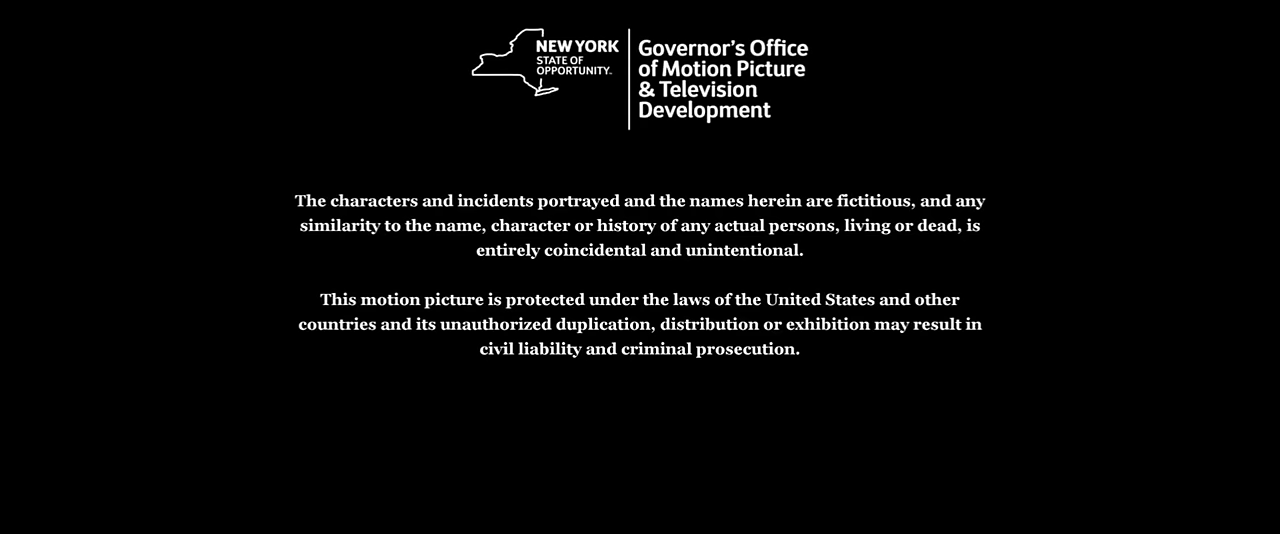 NEW YORK
STATE OF
OPPORTUNITY™
Governor's Office
of Motion Picture
& Television
Development
The characters and incidents portrayed and the names herein are fictitious, and any
similarity to the name, character or history of any actual persons, living or dead, is
entirely coincidental and unintentional.
This motion picture is protected under the laws of the United States and other
countries and its unauthorized duplication, distribution or exhibition may result in
civil liability and criminal prosecution.